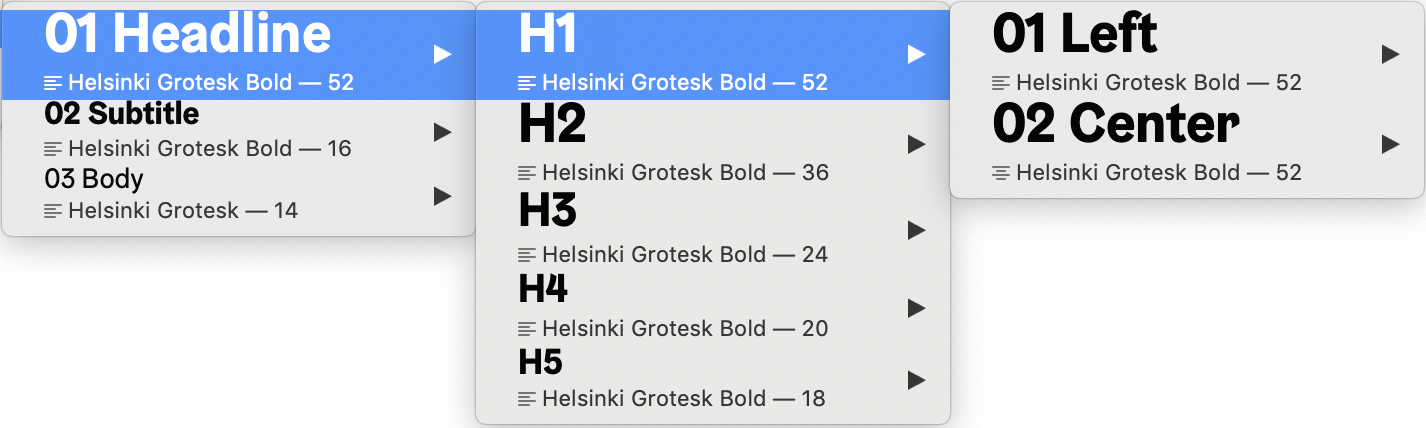 01 Headline
Helsinki Grotesk Bold — 52
02 Subtitle
Helsinki Grotesk Bold — 16
03 Body
Helsinki Grotesk — 14
H1
Helsinki Grotesk Bold — 52
H2
Helsinki Grotesk Bold — 36
H3
Helsinki Grotesk Bold — 24
H4
Helsinki Grotesk Bold — 20
H5
Helsinki Grotesk Bold — 18
01 Left
Helsinki Grotesk Bold — 52
02 Center
Helsinki Grotesk Bold — 52